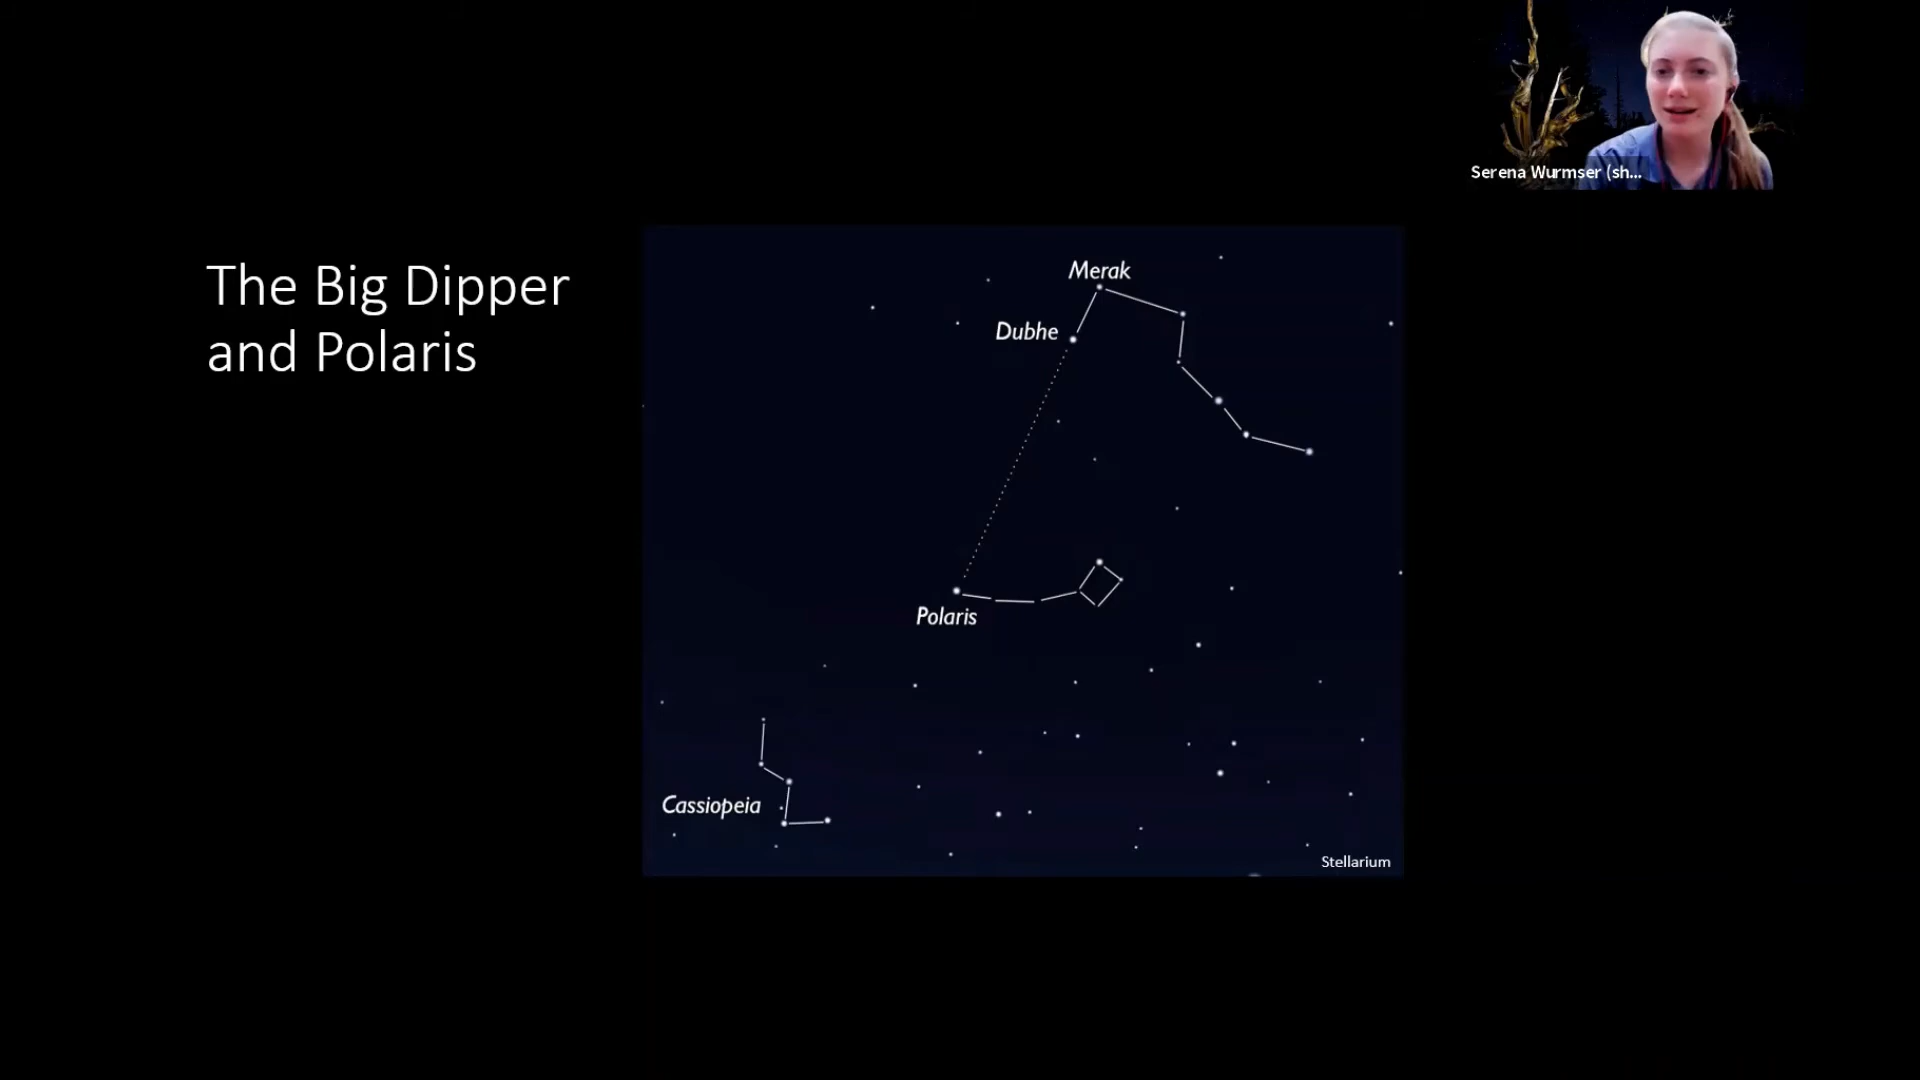 Serena Wurmser (sh...
The Big Dipper
and Polaris
Merak
Dubhe
Polaris
Cassiopeia
Stellarium